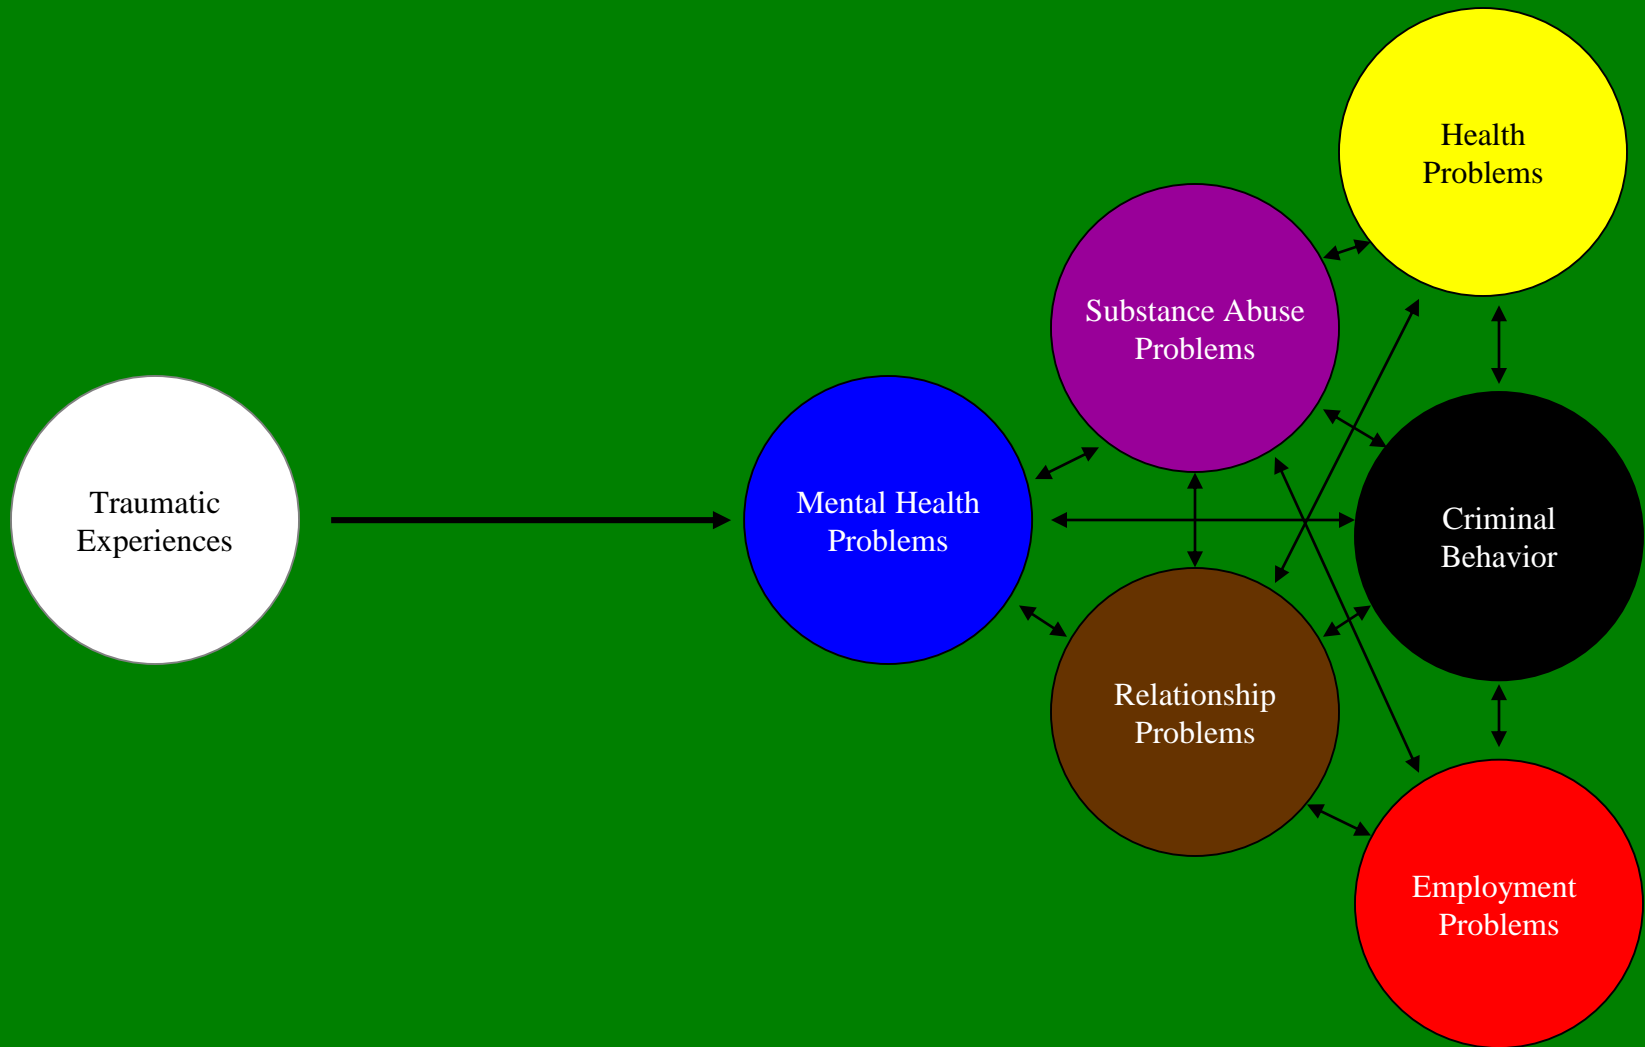 Traumatic
Experiences
Mental Health
Problems
Substance Abuse
Problems
Relationship
Problems
Health
Problems
Criminal
Behavior
Employment
Problems